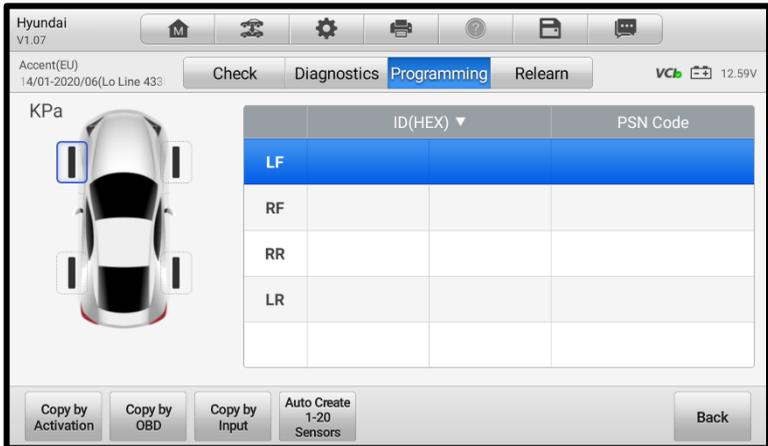 Hyundai
V1.07
M
?
Accent(EU)
14/01-2020/06(Lo Line 433
Check
Diagnostics
Programming
Relearn
VCI
12.59V
KPa
ID(HEX) ▼
PSN Code
LF
RF
RR
LR
Copy by
Activation
Copy by
OBD
Copy by
Input
Auto Create
1-20
Sensors
Back